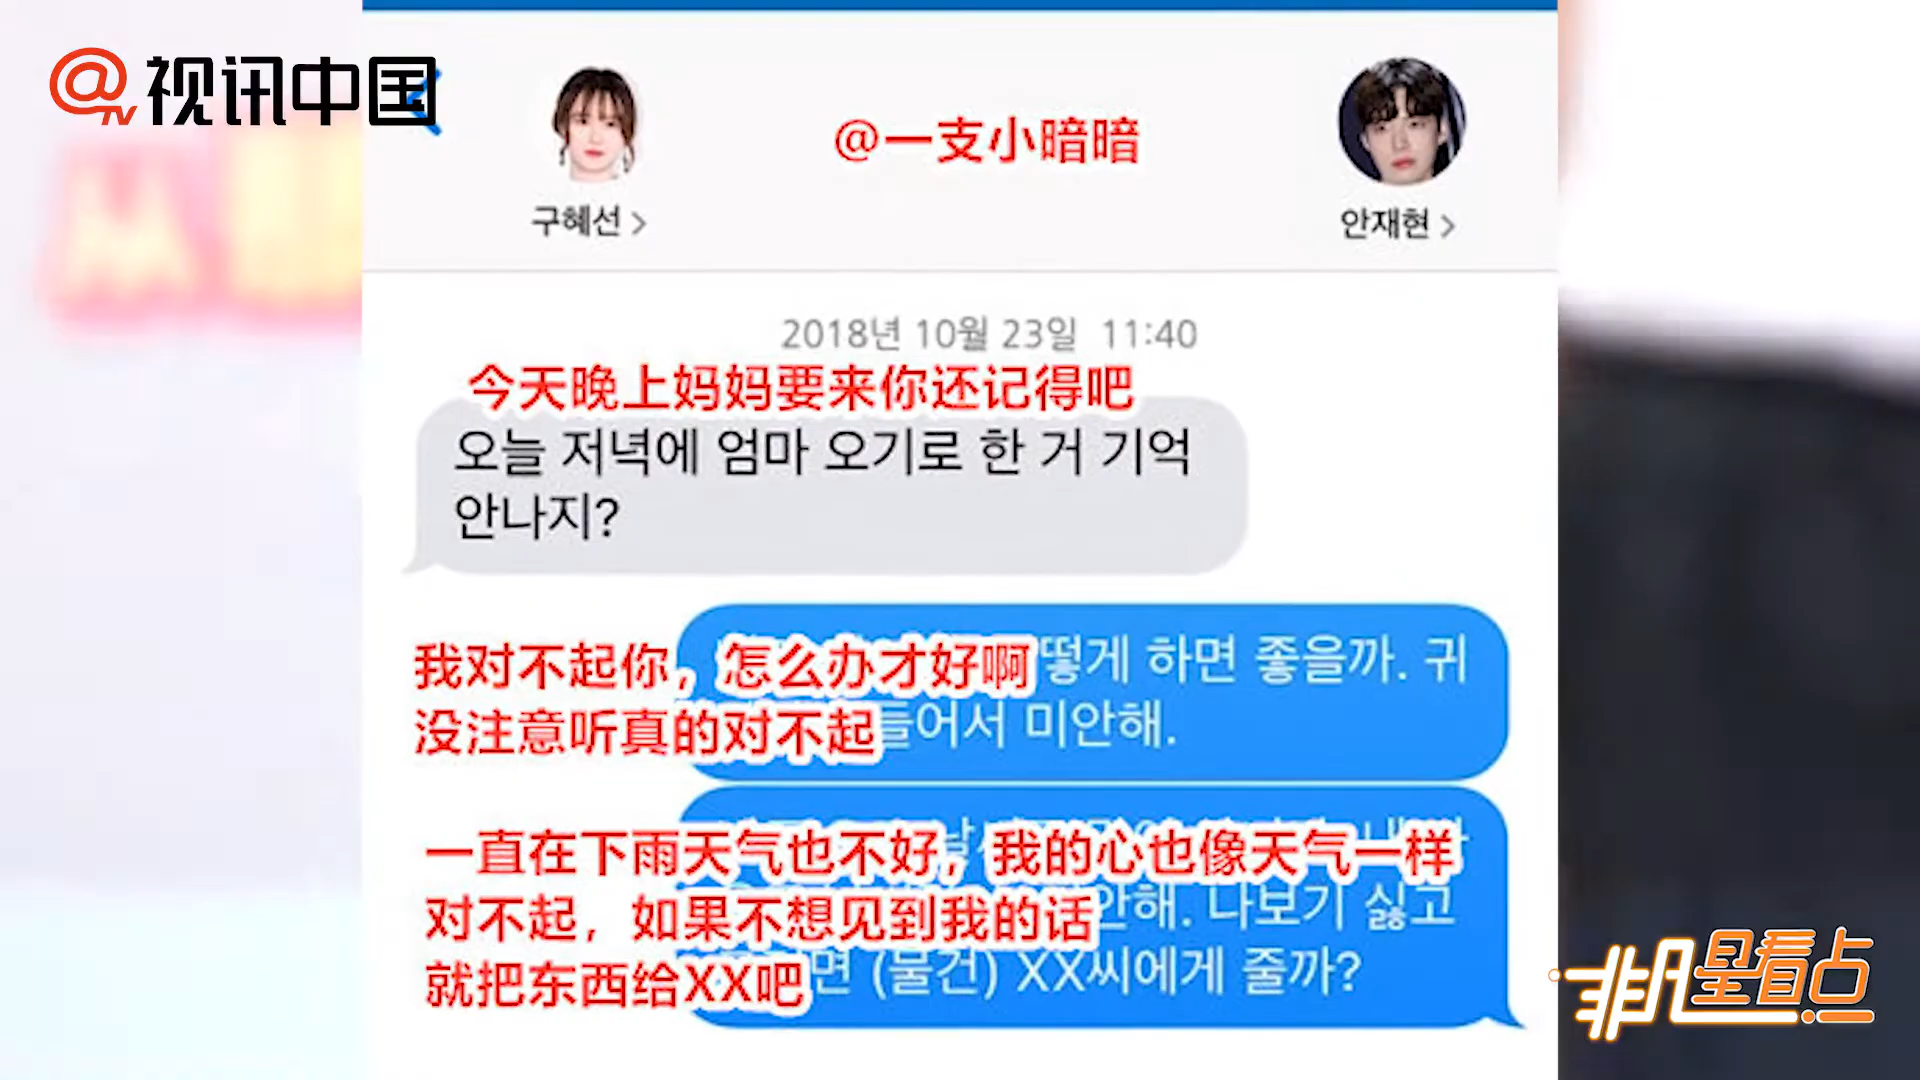 @TV 视讯中国
@一支小暗暗
구혜선 >
안재현 >
2018년 10월 23일 11:40
今天晚上妈妈要来你还记得吧
오늘 저녁에 엄마 오기로 한 거 기억
안나지?
我对不起你，怎么办才好啊
떻게 하면 좋을까. 귀
没注意听真的对不起
들어서 미안해.
一直在下雨天气也不好，我的心也像天气一样
对不起，如果不想见到我的话
안해. 나보기 싫고
就把东西给XX吧
면 (물건) XX씨에게 줄까?
非凡星看点